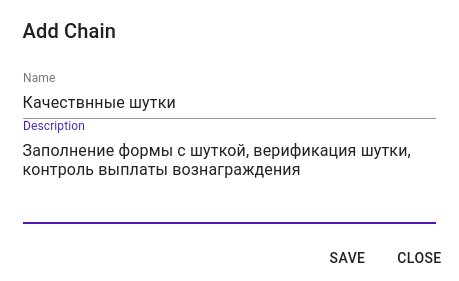 Add Chain
Name
Качествнные шутки
Description
Заполнение формы с шуткой, верификация шутки,
контроль выплаты вознаграждения
SAVE CLOSE